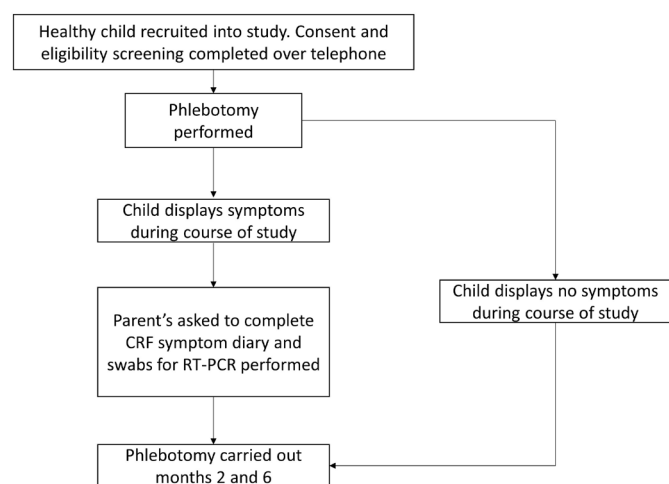 Healthy child recruited into study. Consent and
eligibility screening completed over telephone
Phlebotomy
performed
Child displays symptoms
during course of study
Child displays no symptoms
during course of study
Parent's asked to complete
CRF symptom diary and
swabs for RT-PCR performed
Phlebotomy carried out
months 2 and 6